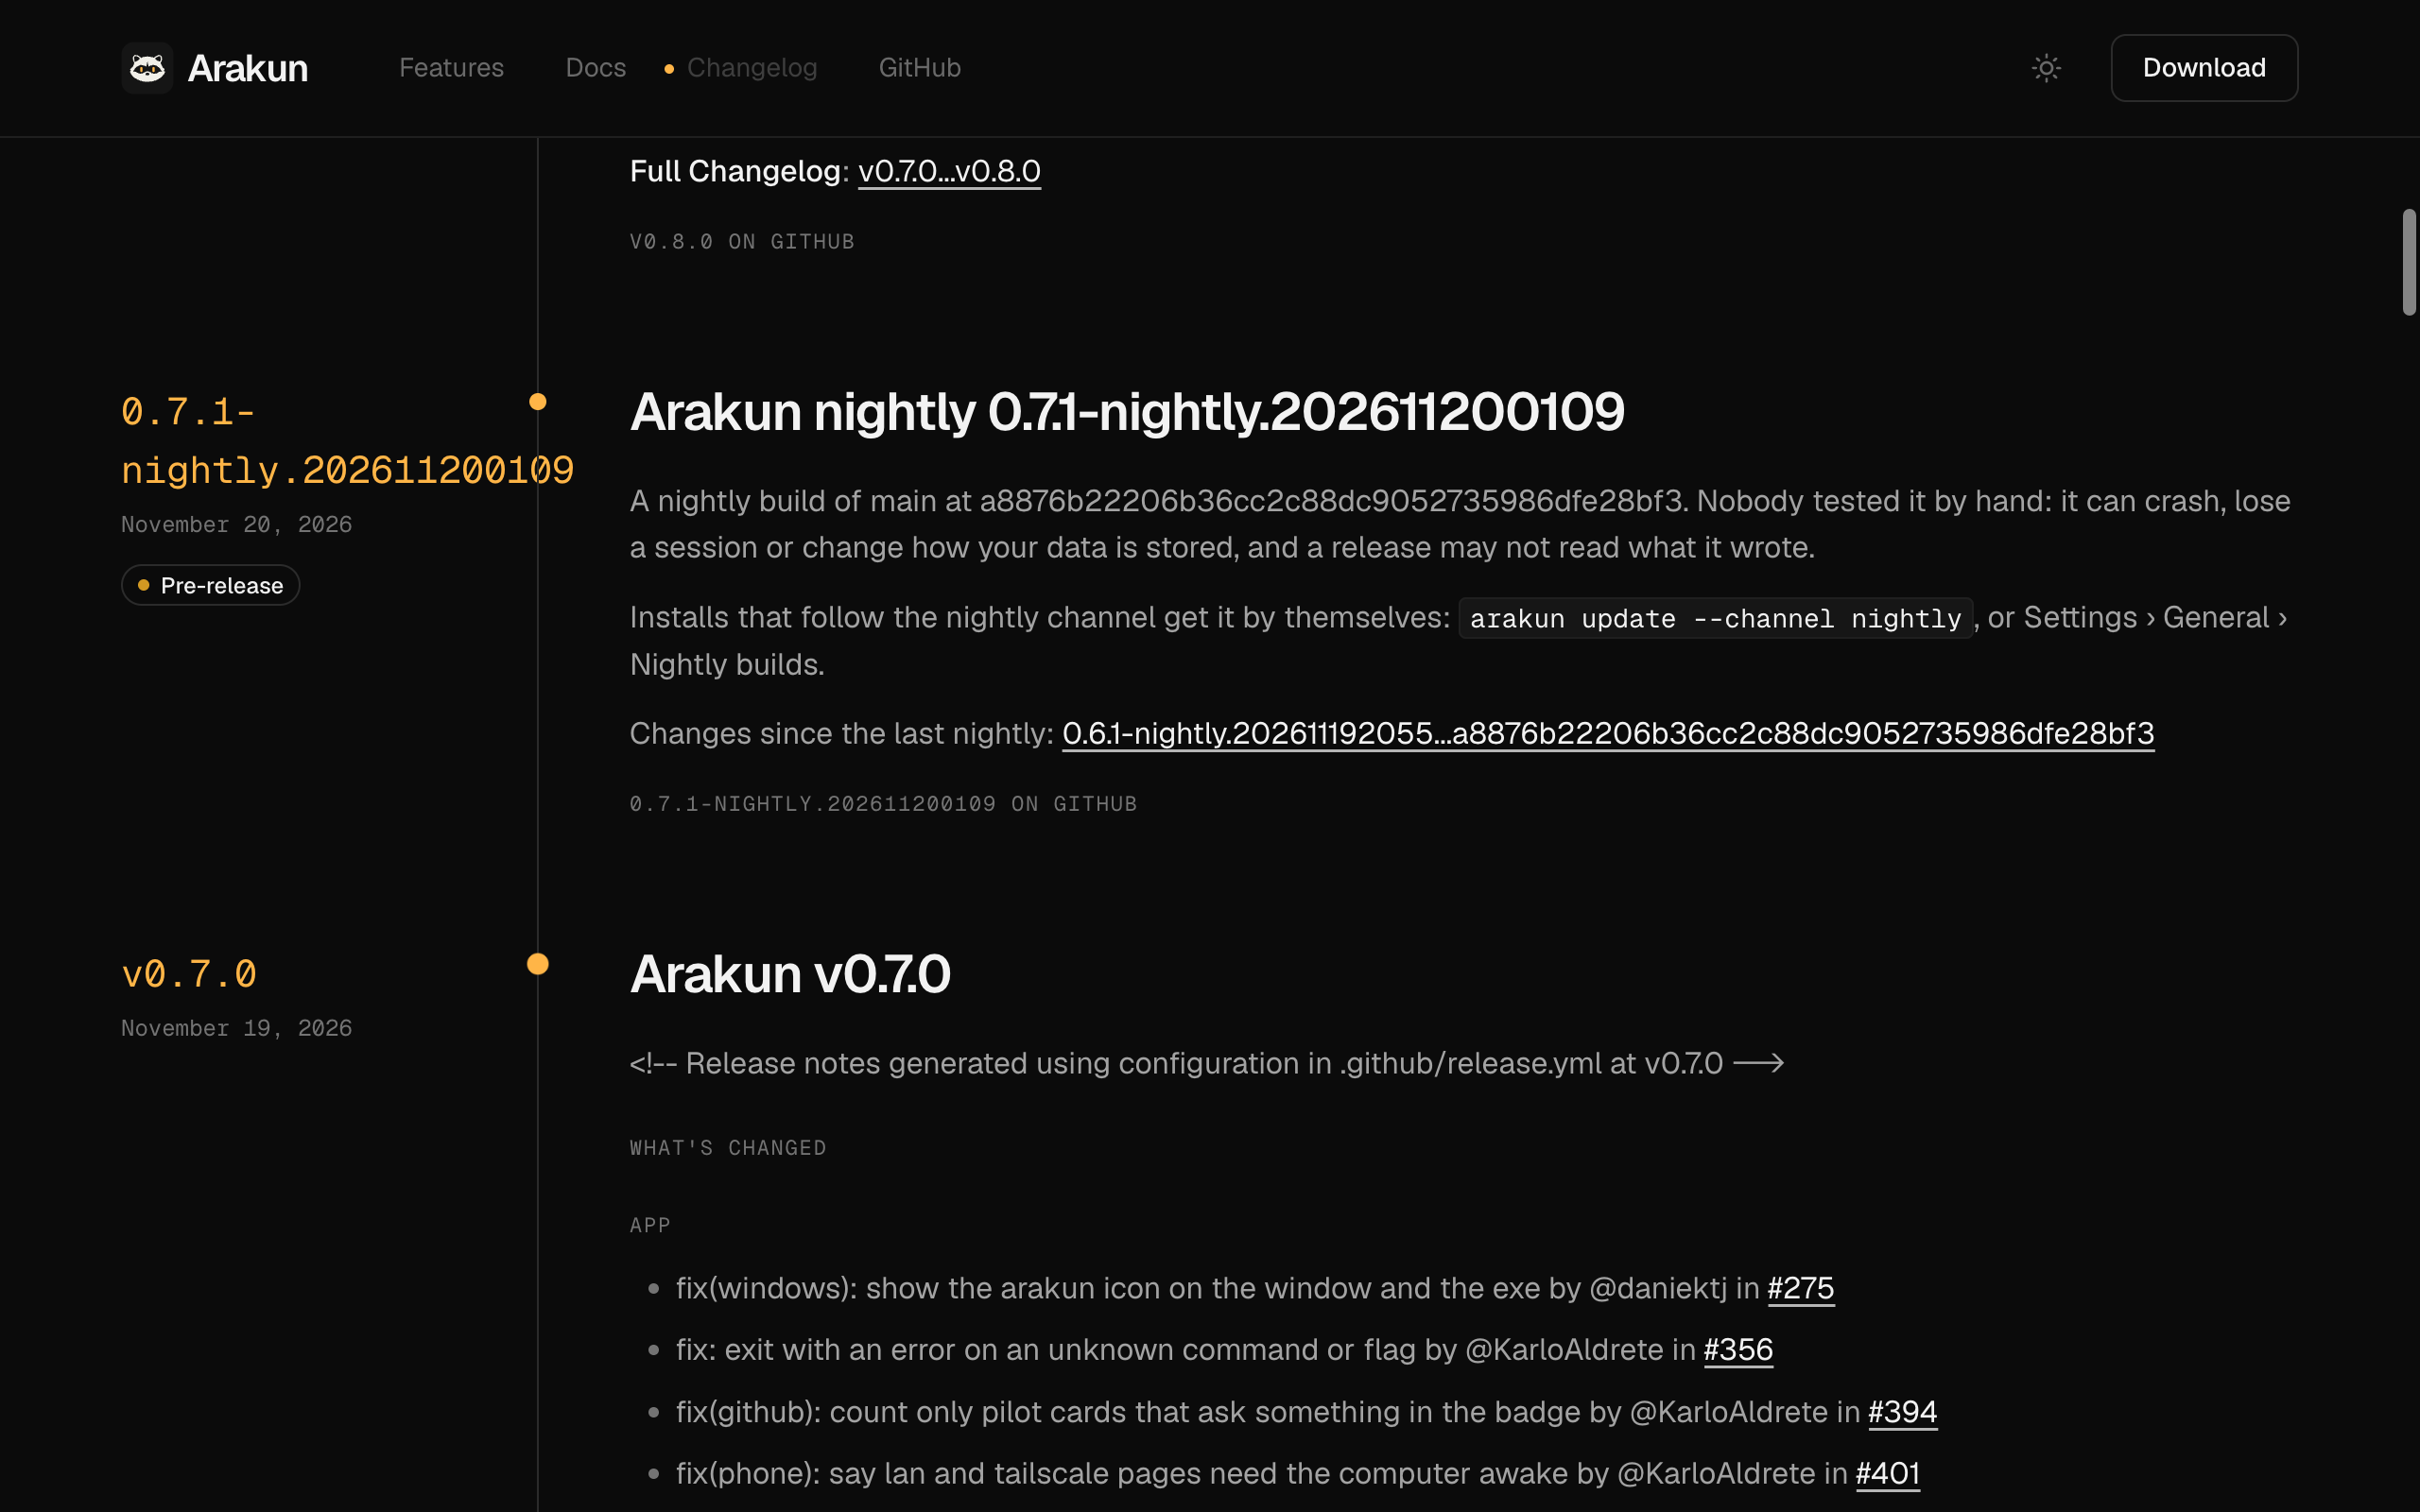 Arakun
Features
Docs
Changelog
GitHub
Download
Full Changelog: v0.7.0...v0.8.0
V0.8.0 ON GITHUB
0.7.1-
nightly.202611200109
November 20, 2026
Pre-release
Arakun nightly 0.7.1-nightly.202611200109
A nightly build of main at a8876b22206b36cc2c88dc9052735986dfe28bf3. Nobody tested it by hand: it can crash, lose
a session or change how your data is stored, and a release may not read what it wrote.
Installs that follow the nightly channel get it by themselves: arakun update --channel nightly, or Settings › General ›
Nightly builds.
Changes since the last nightly: 0.6.1-nightly.202611192055...a8876b22206b36cc2c88dc9052735986dfe28bf3
0.7.1-NIGHTLY.202611200109 ON GITHUB
v0.7.0
November 19, 2026
Arakun v0.7.0
<!-- Release notes generated using configuration in .github/release.yml at v0.7.0 -->
WHAT'S CHANGED
APP
• fix(windows): show the arakun icon on the window and the exe by @daniektj in #275
• fix: exit with an error on an unknown command or flag by @KarloAldrete in #356
• fix(github): count only pilot cards that ask something in the badge by @KarloAldrete in #394
• fix(phone): say lan and tailscale pages need the computer awake by @KarloAldrete in #401